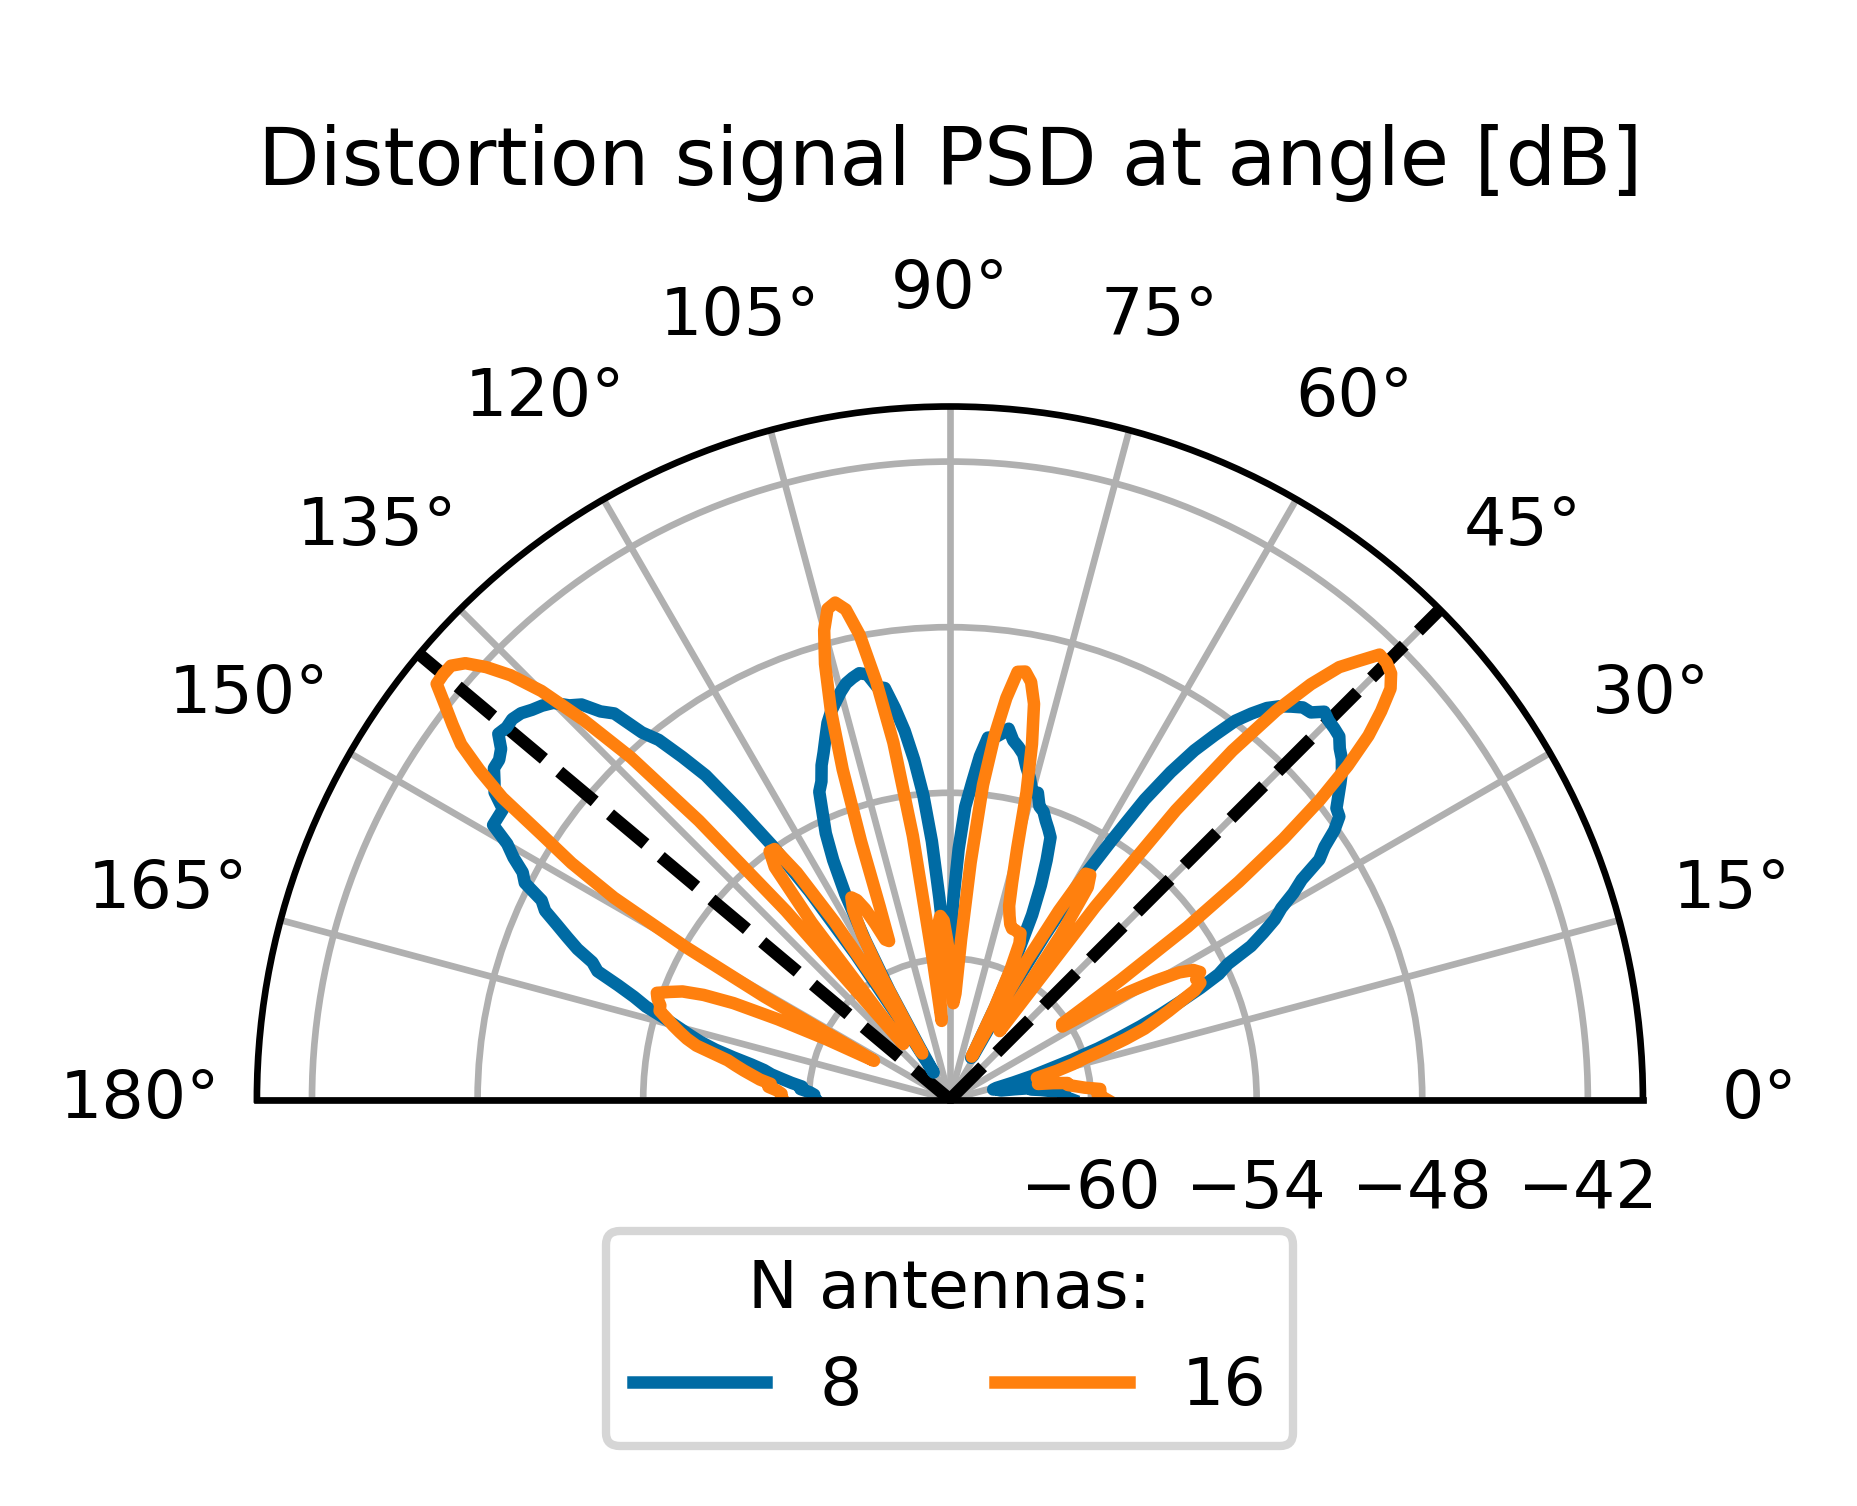 Distortion signal PSD at angle [dB]
90°
105° 75°
120° 60°
135° 45°
150° 30°
165° 15°
180° 0°
−60 −54 −48 −42
N antennas:
8 16